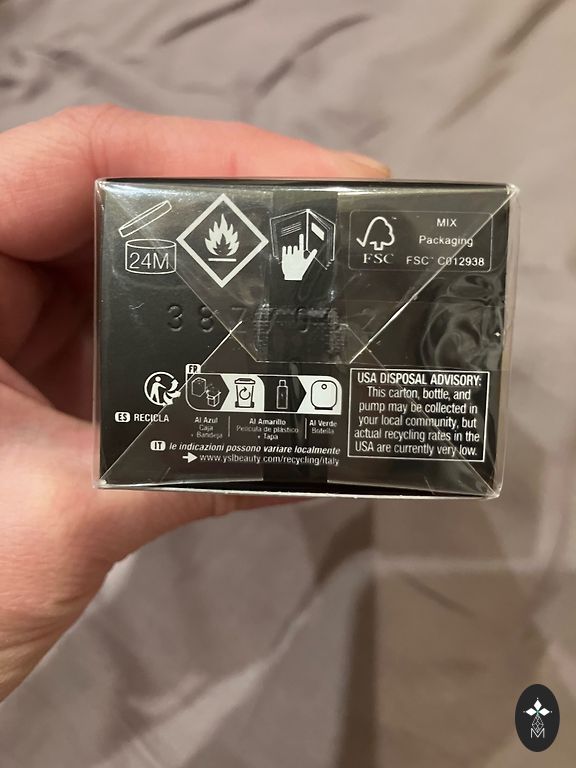 24M
FSC
MIX
Packaging
FSC™ C012938
FR
ES RECICLA
Al Azul
Caja
+ Bandeja
Al Amarillo
Película de plástico
+ Tapa
Al Verde
Botella
IT le indicazioni possono variare localmente
www.yslbeauty.com/recycling/italy
USA DISPOSAL ADVISORY:
This carton, bottle, and
pump may be collected in
your local community, but
actual recycling rates in the
USA are currently very low.